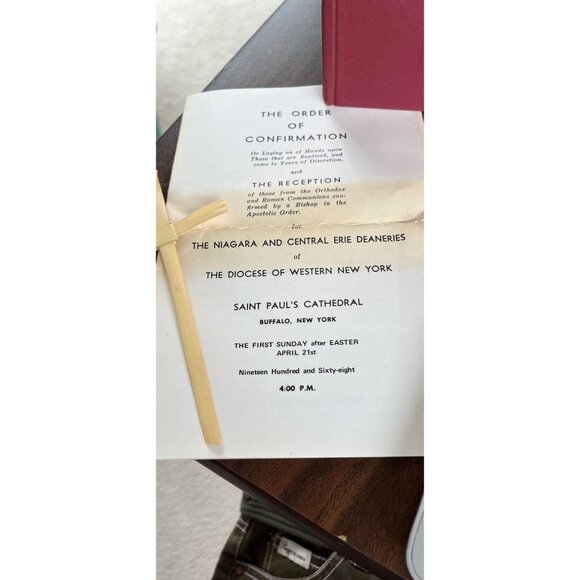 THE ORDER
OF
CONFIRMATION
Or Laying on of Hands upon
Those that are Baptized, and
come to Years of Discretion,
and
THE RECEPTION
of those from the Orthodox
and Roman Communions con-
firmed by a Bishop in the
Apostolic Order.
for
THE NIAGARA AND CENTRAL ERIE DEANERIES
of
THE DIOCESE OF WESTERN NEW YORK
SAINT PAUL'S CATHEDRAL
BUFFALO, NEW YORK
THE FIRST SUNDAY after EASTER
APRIL 21st
Nineteen Hundred and Sixty-eight
4:00 P.M.